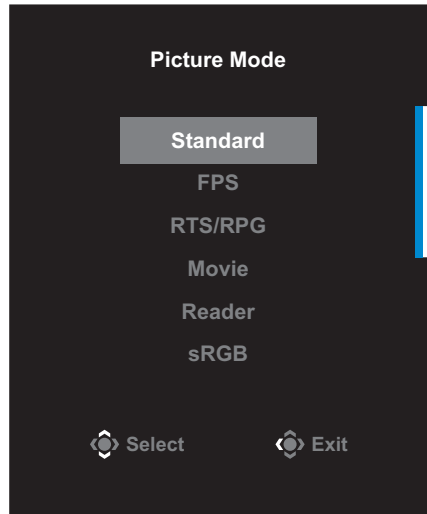 Picture Mode
Standard
FPS
RTS/RPG
Movie
Reader
sRGB
Select Exit